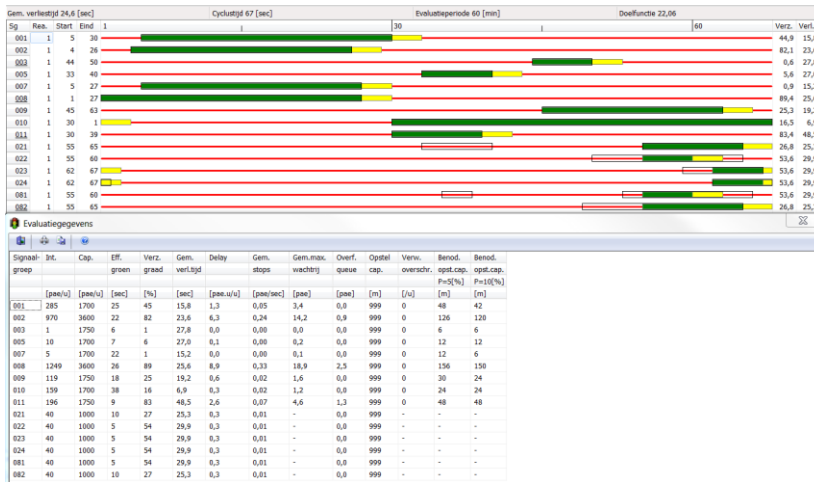 Gem. verliestijd 24,6 [sec] Cyclustijd 67 [sec] Evaluatieperiode 60 [min] Doelfunctie 22,06
Sg Rea. Start Eind 1 30 60 Verz. Verl.
001 1 5 30 44,9 15,
002 1 4 26 82,1 23,
003 1 44 50 0,6 27,
005 1 33 40 5,6 27,
007 1 5 27 0,9 15,
008 1 1 27 89,4 25,
009 1 45 63 25,3 19,
010 1 30 1 16,5 6,
011 1 30 39 83,4 48,
021 1 55 65 26,8 25,
022 1 55 60 53,6 29,
023 1 62 67 53,6 29,
024 1 62 67 53,6 29,
081 1 55 60 53,6 29,
082 1 55 65 26,8 25,
Evaluatiegegevens
Signaal- Int. Cap. Eff. Verz. Gem. Delay Gem. Gem.max. Overf. Opstel Verw. Benod. Benod.
groep groen graad verl.tijd stops wachtrij queue cap. overschr. opst.cap. opst.cap.
P=5[%] P=10[%]
[pae/u] [pae/u] [sec] [%] [sec] [pae.u/u] [pae/sec] [pae] [pae] [m] [/u] [m] [m]
001 285 1700 25 45 15,8 1,3 0,05 3,4 0,0 999 0 48 42
002 970 3600 22 82 23,6 6,3 0,24 14,2 0,9 999 0 126 120
003 1 1750 6 1 27,8 0,0 0,00 0,0 0,0 999 0 6 6
005 10 1700 7 6 27,0 0,1 0,00 0,2 0,0 999 0 12 12
007 5 1700 22 1 15,2 0,0 0,00 0,1 0,0 999 0 12 6
008 1249 3600 26 89 25,6 8,9 0,33 18,9 2,5 999 0 156 150
009 119 1750 18 25 19,2 0,6 0,02 1,6 0,0 999 0 30 24
010 159 1700 38 16 6,9 0,3 0,02 1,2 0,0 999 0 24 24
011 196 1750 9 83 48,5 2,6 0,07 4,6 1,3 999 0 48 48
021 40 1000 10 27 25,3 0,3 0,01 - 0,0 999 - - -
022 40 1000 5 54 29,9 0,3 0,01 - 0,0 999 - - -
023 40 1000 5 54 29,9 0,3 0,01 - 0,0 999 - - -
024 40 1000 5 54 29,9 0,3 0,01 - 0,0 999 - - -
081 40 1000 5 54 29,9 0,3 0,01 - 0,0 999 - - -
082 40 1000 10 27 25,3 0,3 0,01 - 0,0 999 - - -